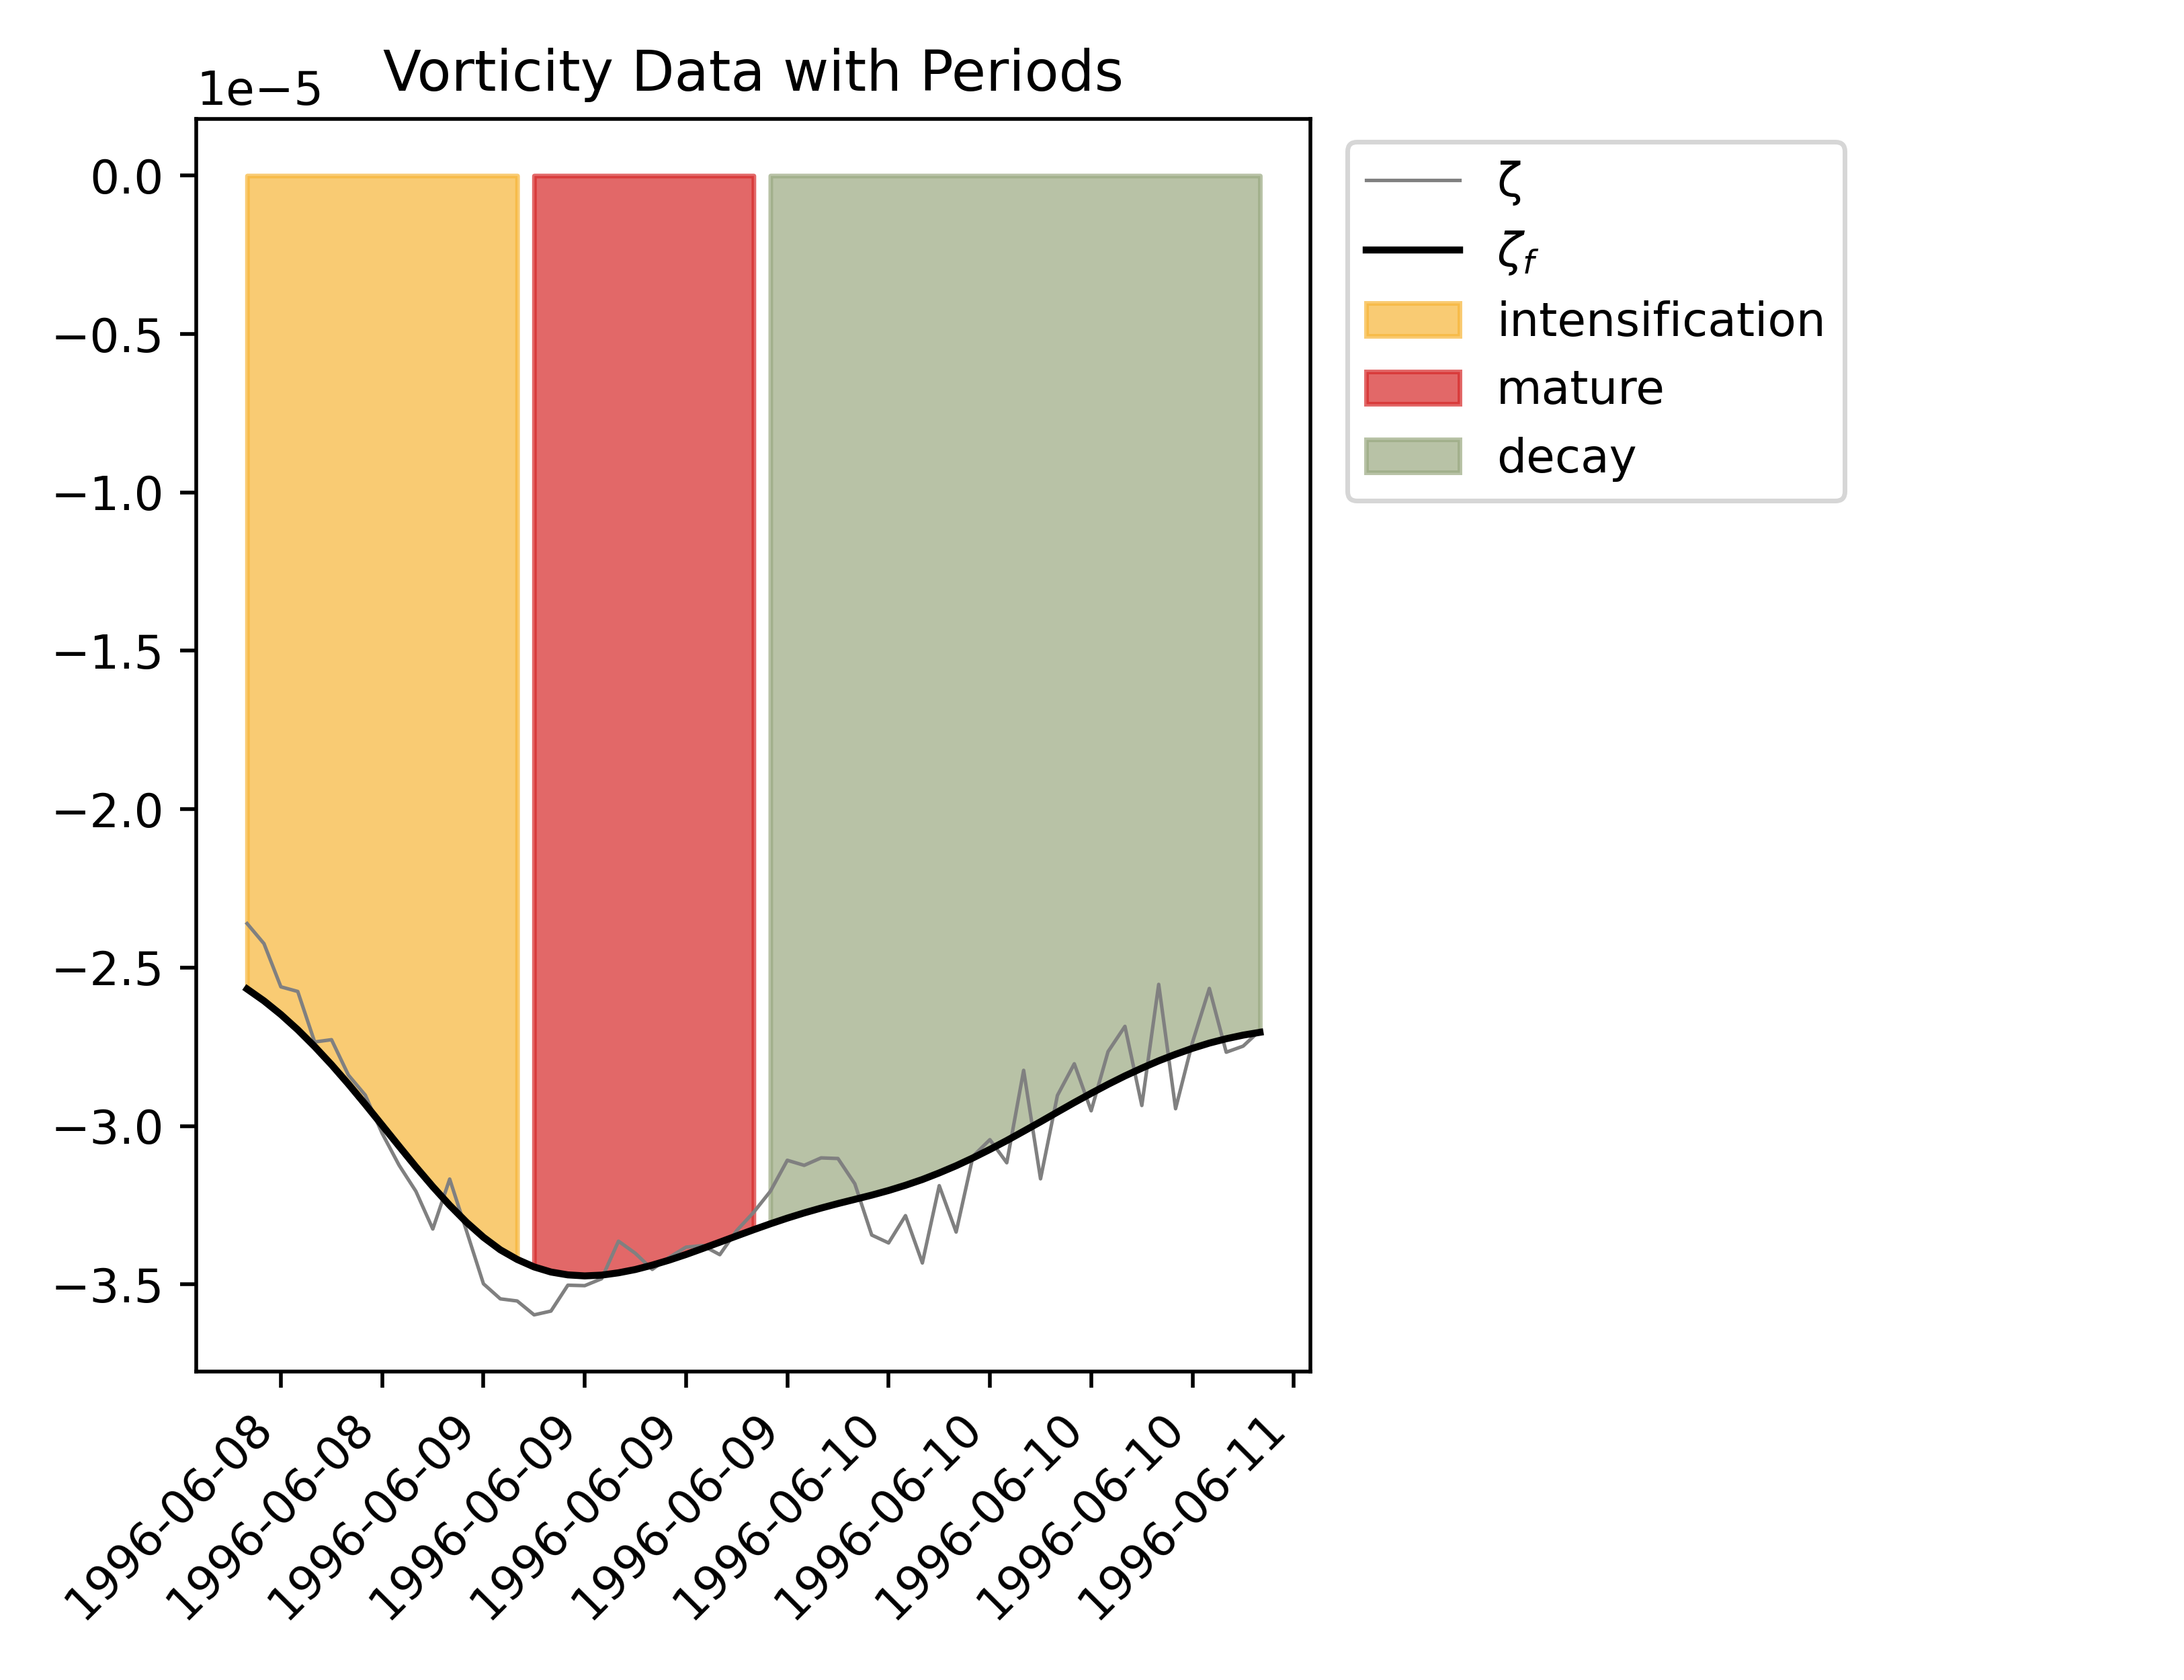 Vorticity Data with Periods
1e−5
0.0
−0.5
−1.0
−1.5
−2.0
−2.5
−3.0
−3.5
1996-06-08
1996-06-08
1996-06-09
1996-06-09
1996-06-09
1996-06-09
1996-06-10
1996-06-10
1996-06-10
1996-06-10
1996-06-11
ζ
ζf
intensification
mature
decay